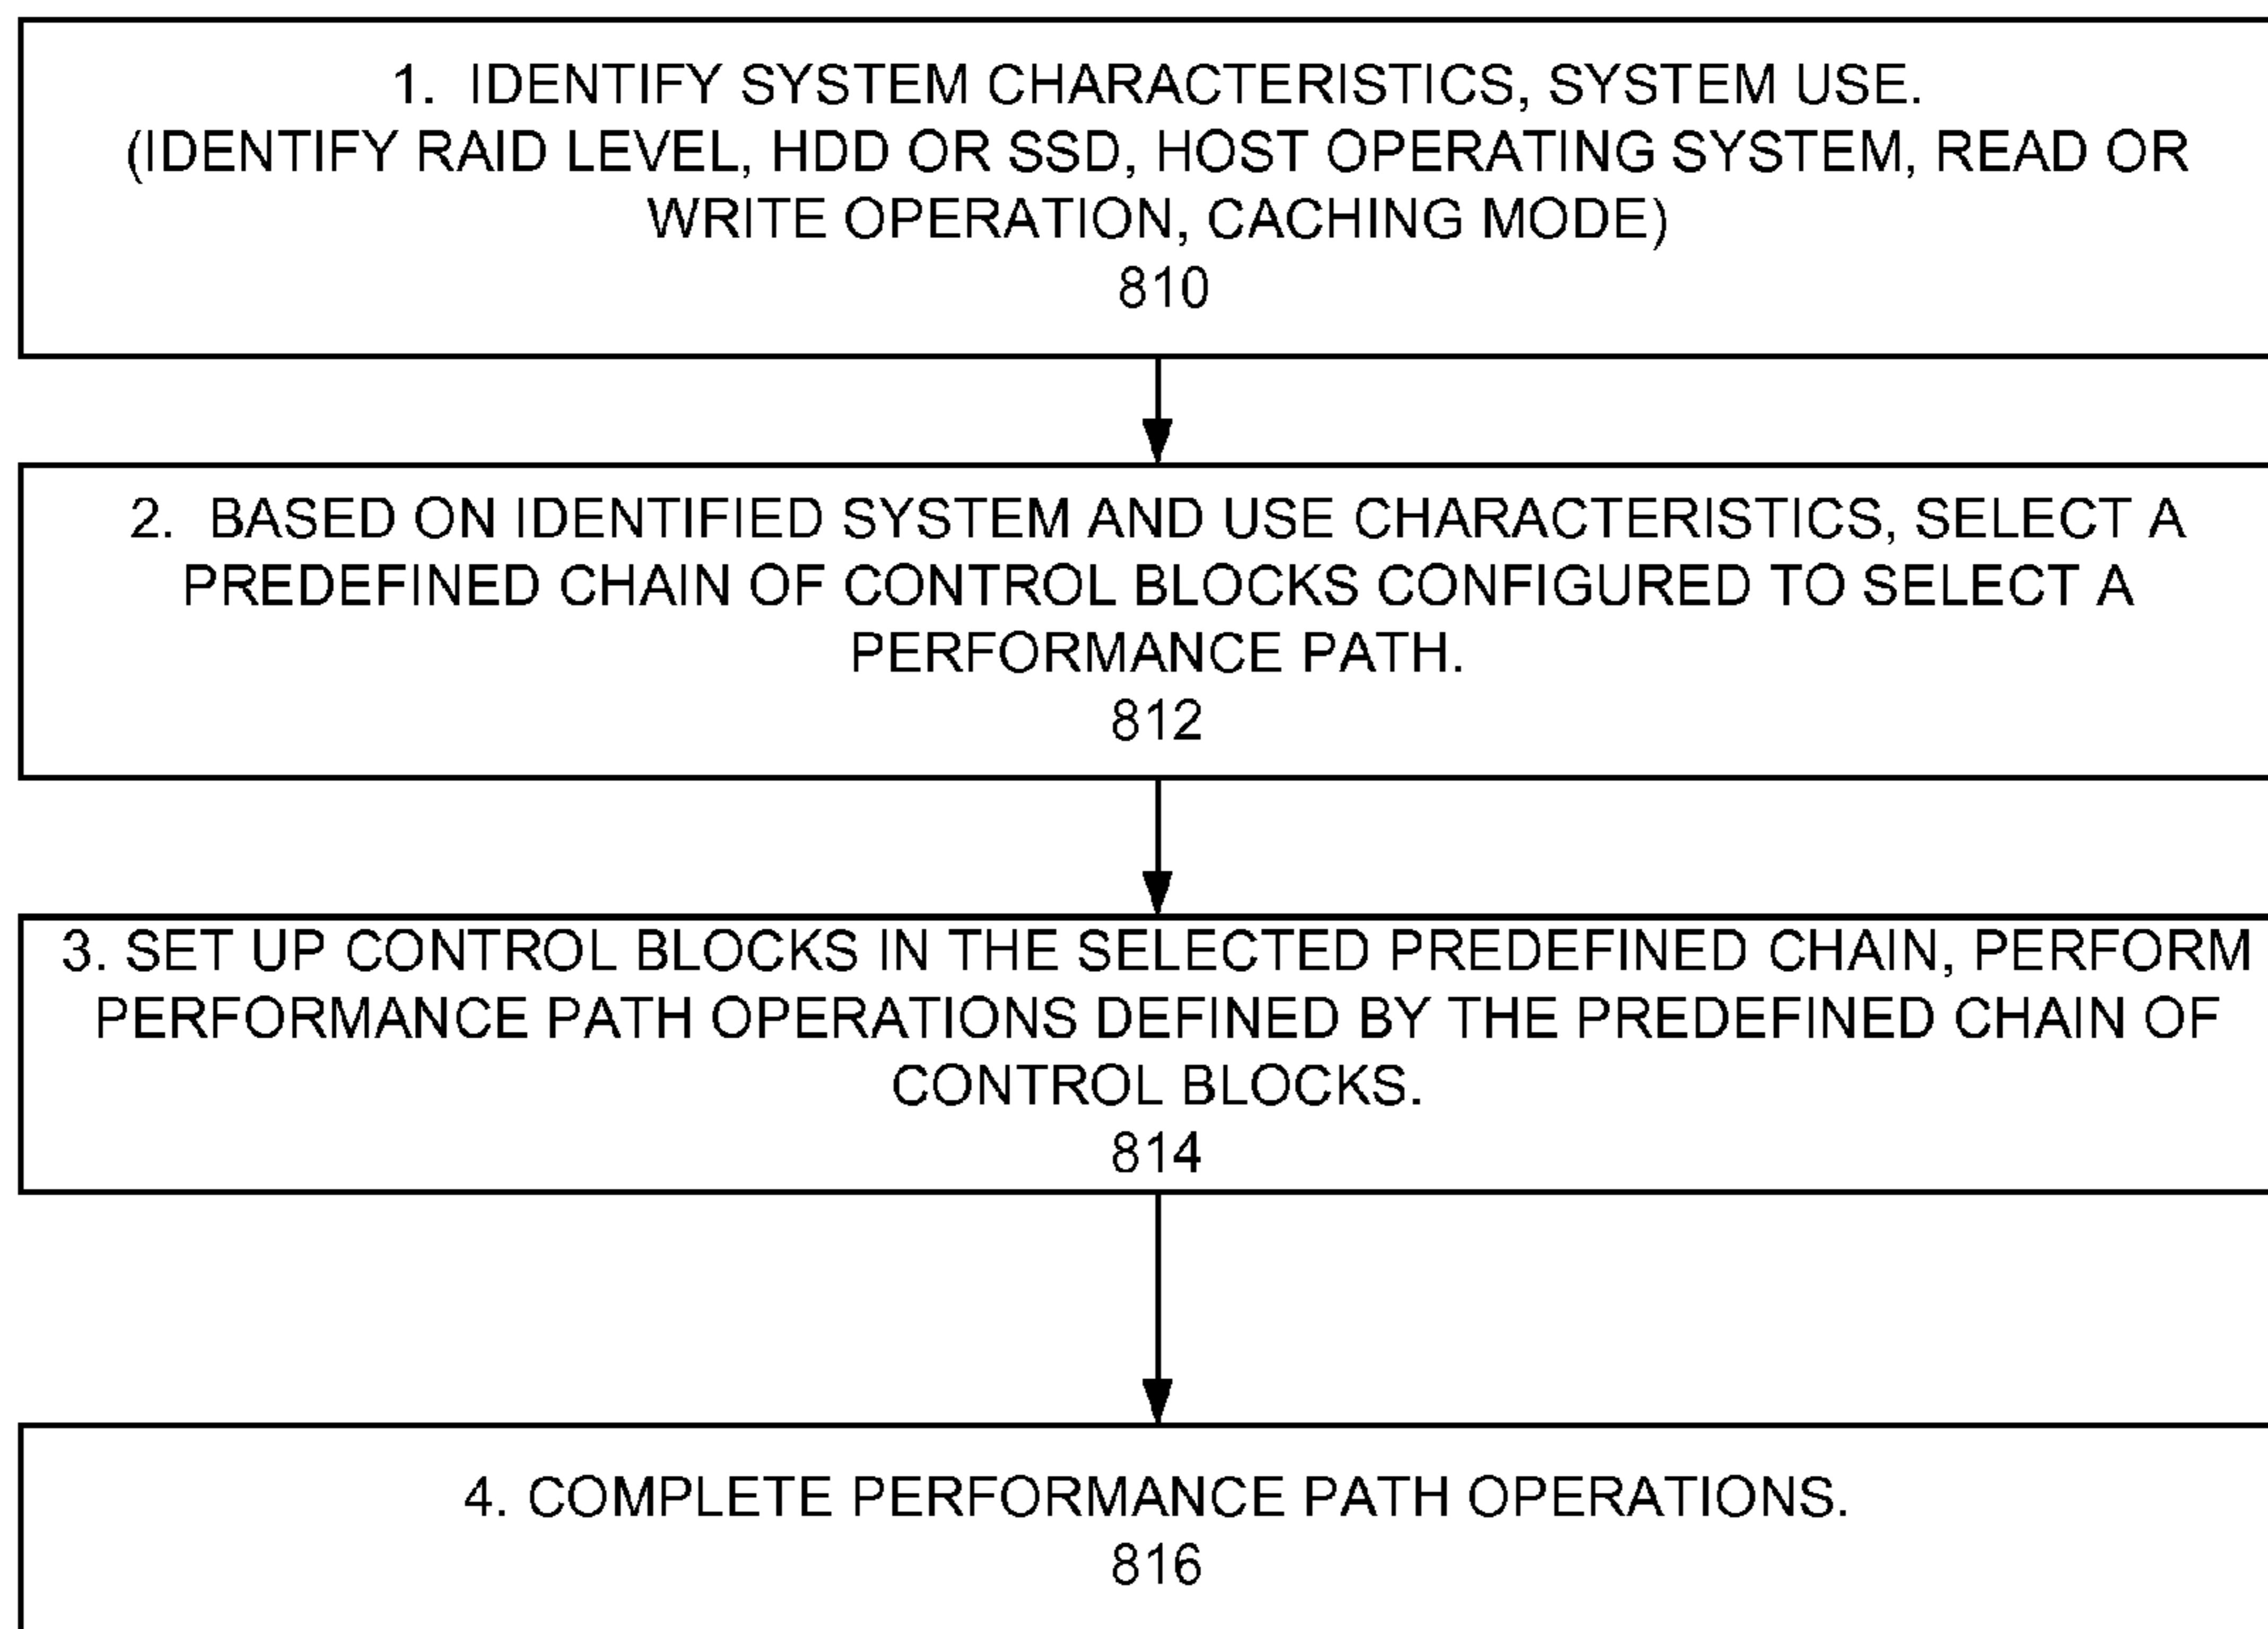 1. IDENTIFY SYSTEM CHARACTERISTICS, SYSTEM USE.
(IDENTIFY RAID LEVEL, HDD OR SSD, HOST OPERATING SYSTEM, READ OR
WRITE OPERATION, CACHING MODE)
810
2. BASED ON IDENTIFIED SYSTEM AND USE CHARACTERISTICS, SELECT A
PREDEFINED CHAIN OF CONTROL BLOCKS CONFIGURED TO SELECT A
PERFORMANCE PATH.
812
3. SET UP CONTROL BLOCKS IN THE SELECTED PREDEFINED CHAIN, PERFORM
PERFORMANCE PATH OPERATIONS DEFINED BY THE PREDEFINED CHAIN OF
CONTROL BLOCKS.
814
4. COMPLETE PERFORMANCE PATH OPERATIONS.
816